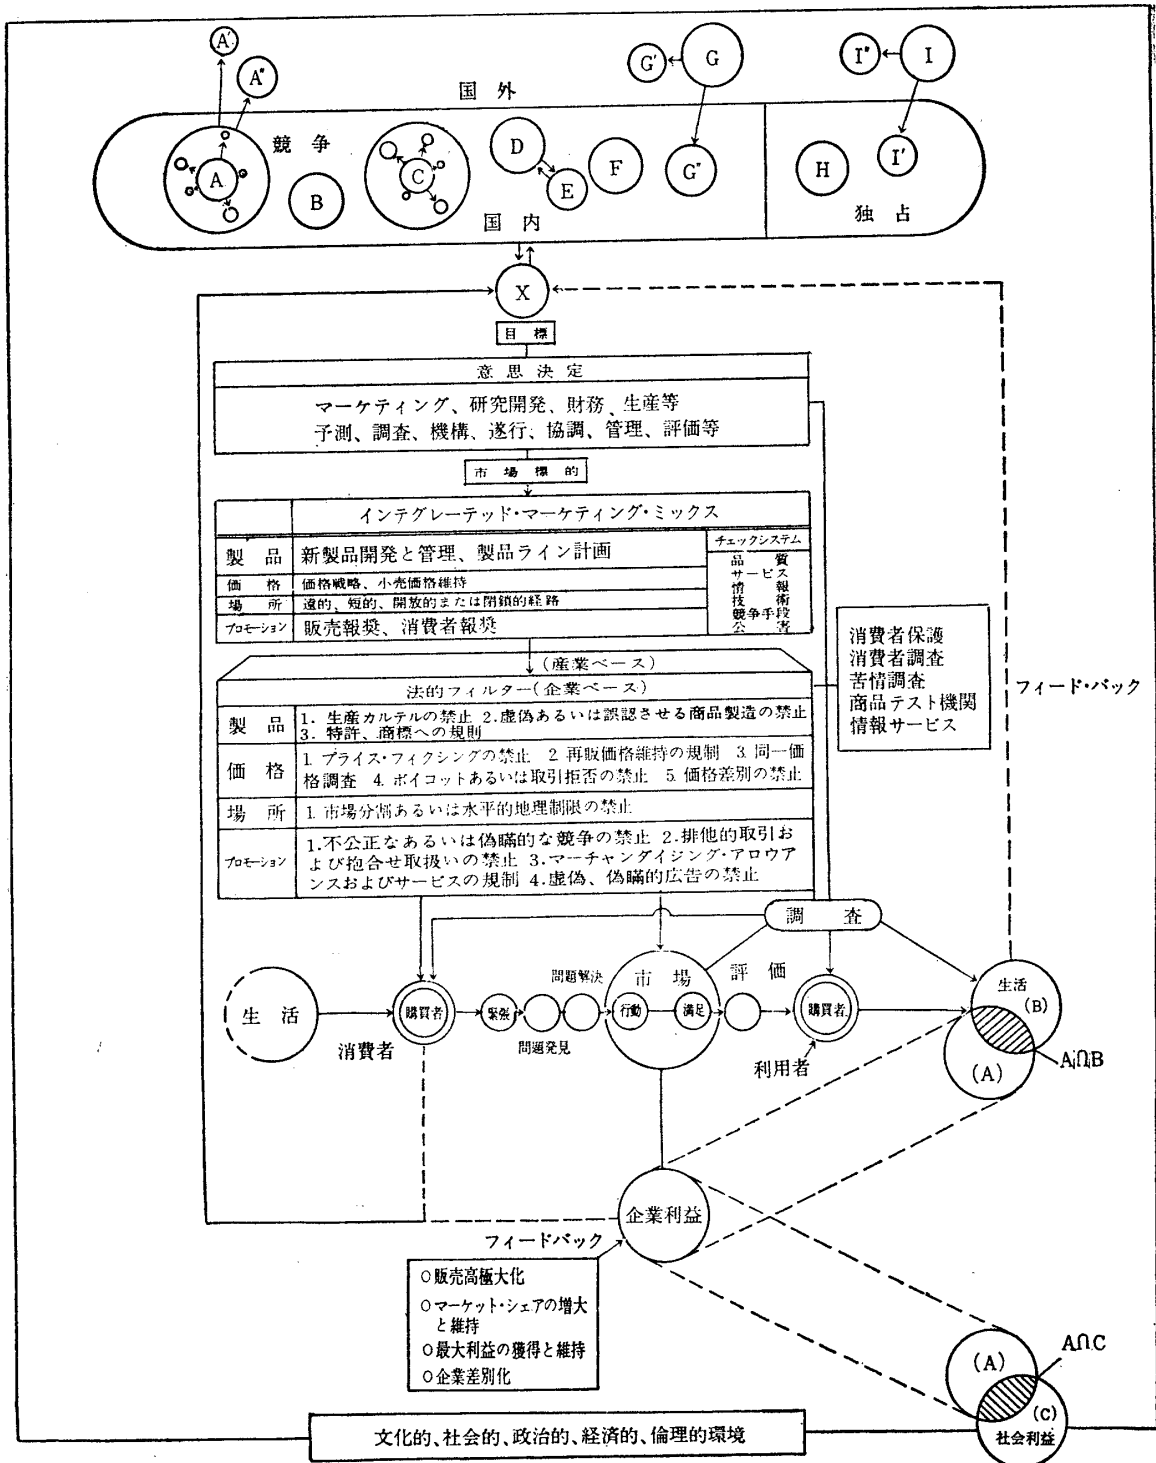 A'
A"
国外
G'
G
I"
I
競争
A
B
C
D
E
F
G"
H
I'
国内
独占
X
目標
意思決定
マーケティング、研究開発、財務、生産等
予測、調査、機構、遂行、協調、管理、評価等
市場標的
インテグレーテッド・マーケティング・ミックス
製品
新製品開発と管理、製品ライン計画
価格
価格戦略、小売価格維持
場所
遠的、短的、開放的または閉鎖的経路
プロモーション
販売報奨、消費者報奨
チェックシステム
品質
サービス
情報
技術
競争手段
公害
(産業ベース)
法的フィルター(企業ベース)
製品
1. 生産カルテルの禁止 2.虚偽あるいは誤認させる商品製造の禁止
3. 特許、商標への規則
価格
1. プライス・フィクシングの禁止 2. 再販価格維持の規制 3. 同一価
格調査 4. ボイコットあるいは取引拒否の禁止 5. 価格差別の禁止
場所
1. 市場分割あるいは水平的地理制限の禁止
プロモーション
1.不公正なあるいは偽瞞的な競争の禁止 2.排他的取引お
よび抱合せ取扱いの禁止 3.マーチャンダイジング・アロウア
ンスおよびサービスの規制 4.虚偽、偽瞞的広告の禁止
消費者保護
消費者調査
苦情調査
商品テスト機関
情報サービス
フィード・バック
調査
生活
購買者
消費者
緊張
問題発見
問題解決
市場
行動
満足
評価
購買者
利用者
生活
(B)
(A)
A∩B
企業利益
フィードバック
○販売高極大化
○マーケット・シェアの増大
と維持
○最大利益の獲得と維持
○企業差別化
(A)
A∩C
(C)
社会利益
文化的、社会的、政治的、経済的、倫理的環境